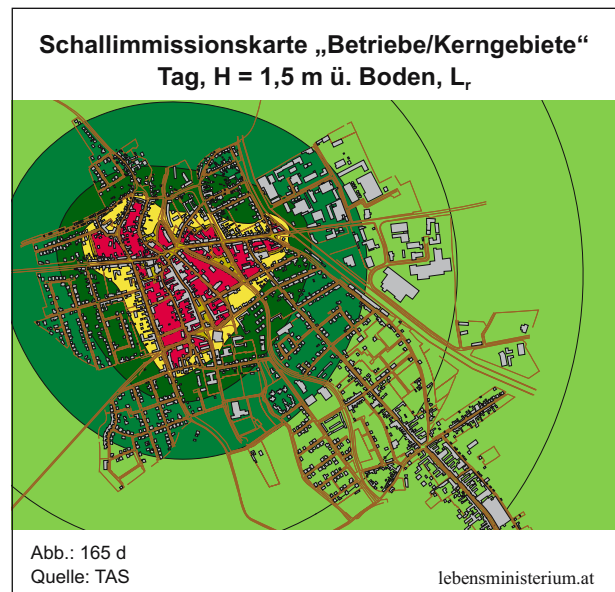 Schallimmissionskarte „Betriebe/Kerngebiete“
Tag, H = 1,5 m ü. Boden, Lr
Abb.: 165 d
Quelle: TAS
lebensministerium.at